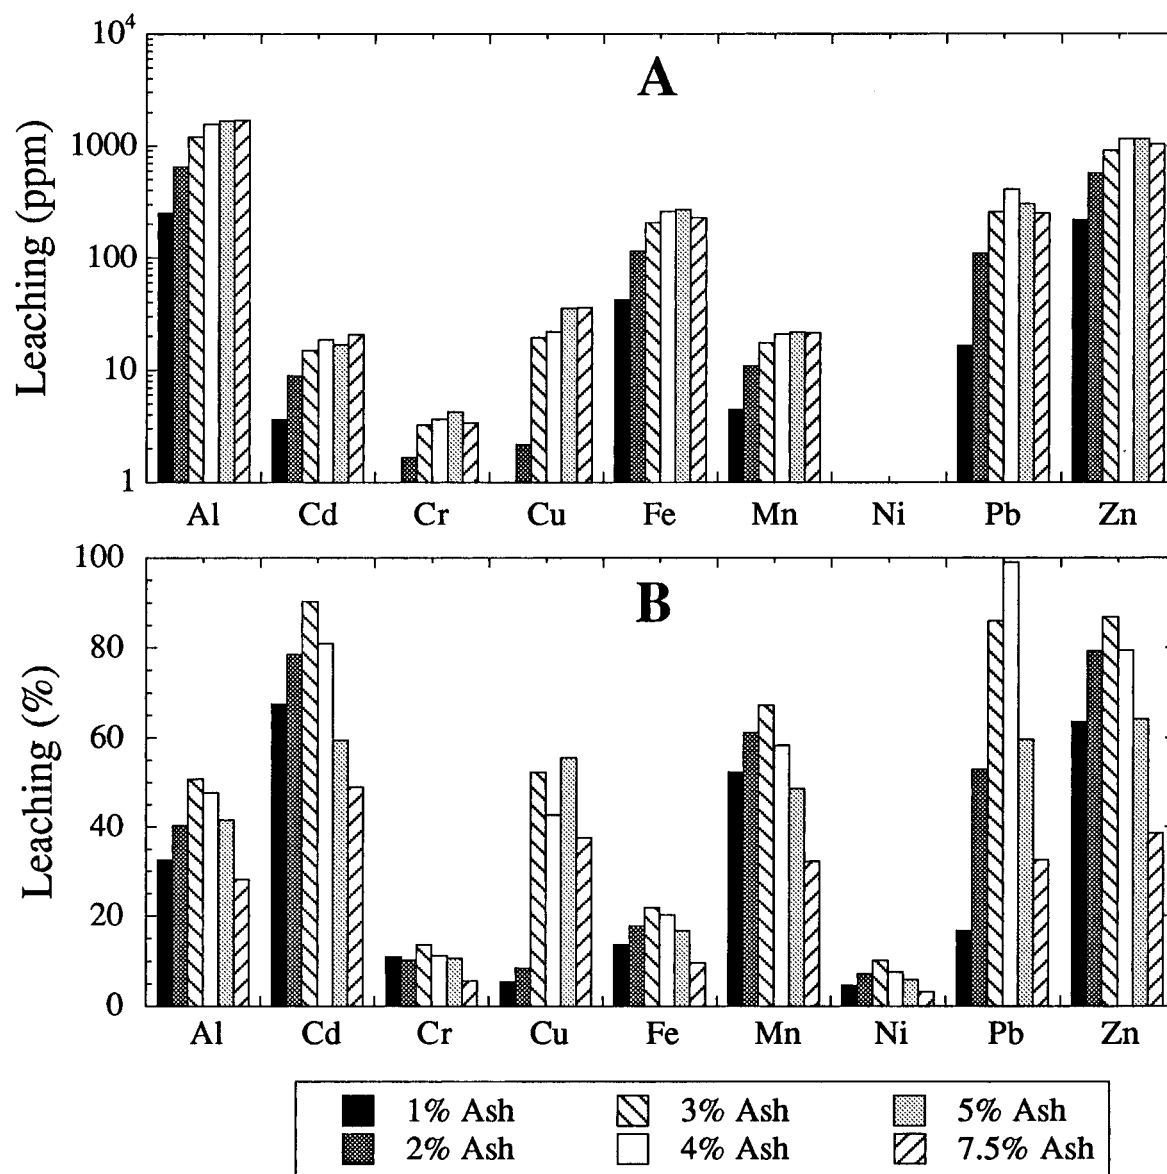 A
Leaching (ppm)
10⁴
1000
100
10
1
Al Cd Cr Cu Fe Mn Ni Pb Zn
B
Leaching (%)
100
80
60
40
20
0
Al Cd Cr Cu Fe Mn Ni Pb Zn
1% Ash 3% Ash 5% Ash
2% Ash 4% Ash 7.5% Ash